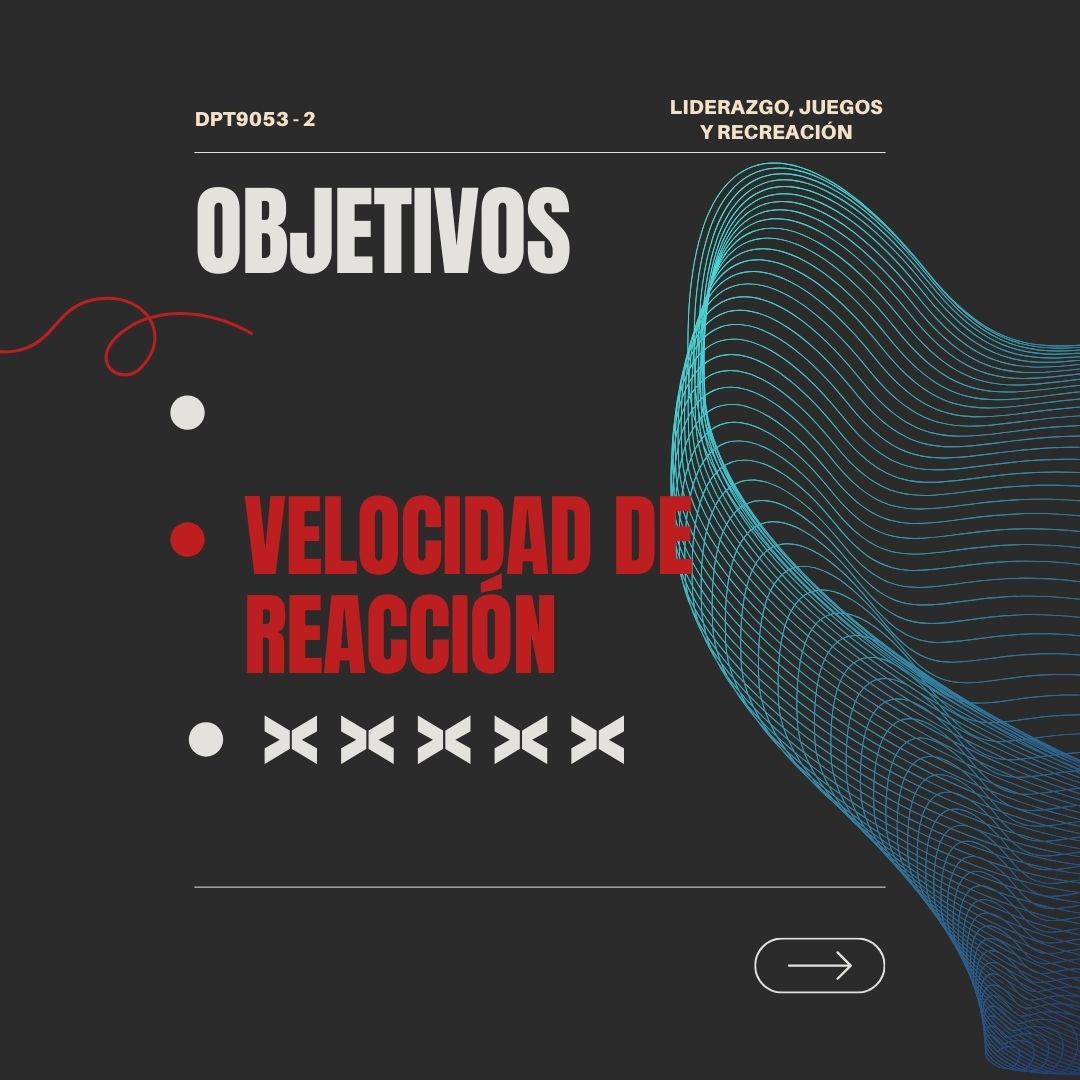 DPT9053 - 2
LIDERAZGO, JUEGOS
Y RECREACIÓN
OBJETIVOS
VELOCIDAD DE
REACCIÓN